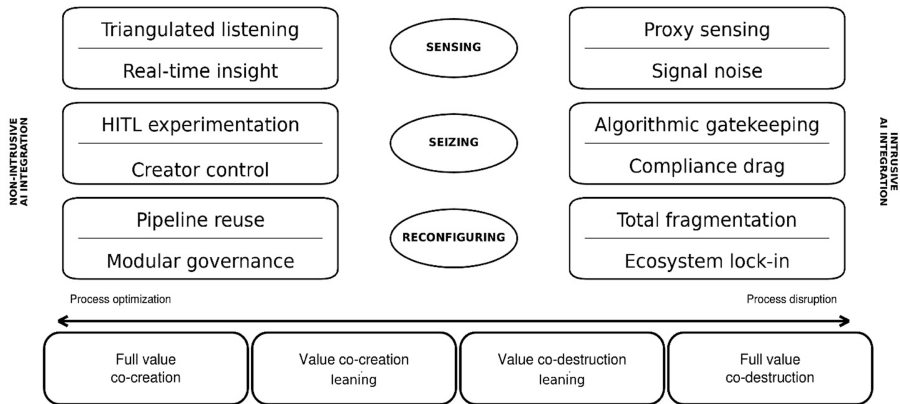 Triangulated listening
Real-time insight
SENSING
Proxy sensing
Signal noise
NON-INTRUSIVE
AI INTEGRATION
HITL experimentation
Creator control
SEIZING
Algorithmic gatekeeping
Compliance drag
INTRUSIVE
AI INTEGRATION
Pipeline reuse
Modular governance
RECONFIGURING
Total fragmentation
Ecosystem lock-in
Process optimization
Process disruption
Full value
co-creation
Value co-creation
leaning
Value co-destruction
leaning
Full value
co-destruction